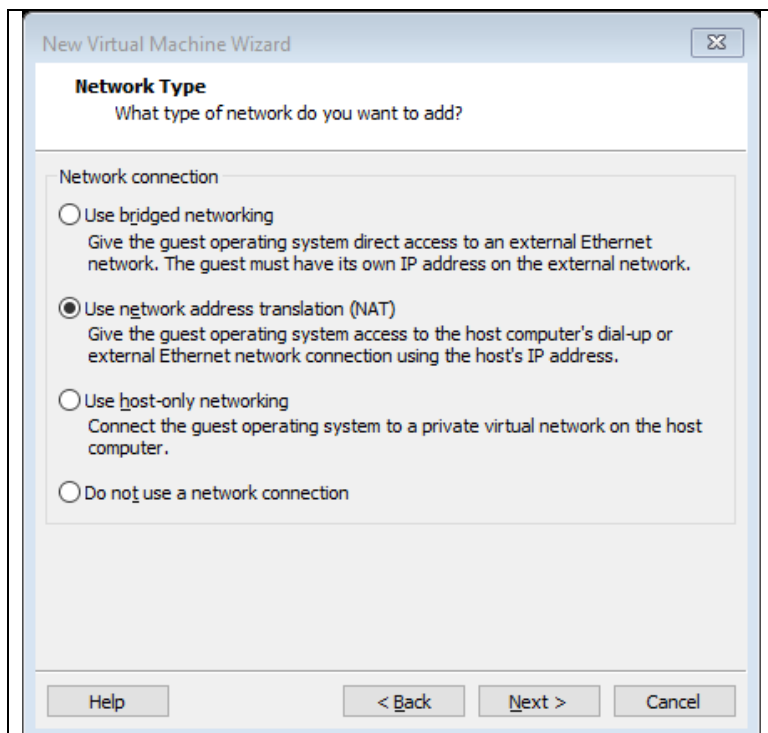 New Virtual Machine Wizard
Network Type
What type of network do you want to add?
Network connection
Use bridged networking
Give the guest operating system direct access to an external Ethernet
network. The guest must have its own IP address on the external network.
Use network address translation (NAT)
Give the guest operating system access to the host computer's dial-up or
external Ethernet network connection using the host's IP address.
Use host-only networking
Connect the guest operating system to a private virtual network on the host
computer.
Do not use a network connection
Help < Back Next > Cancel